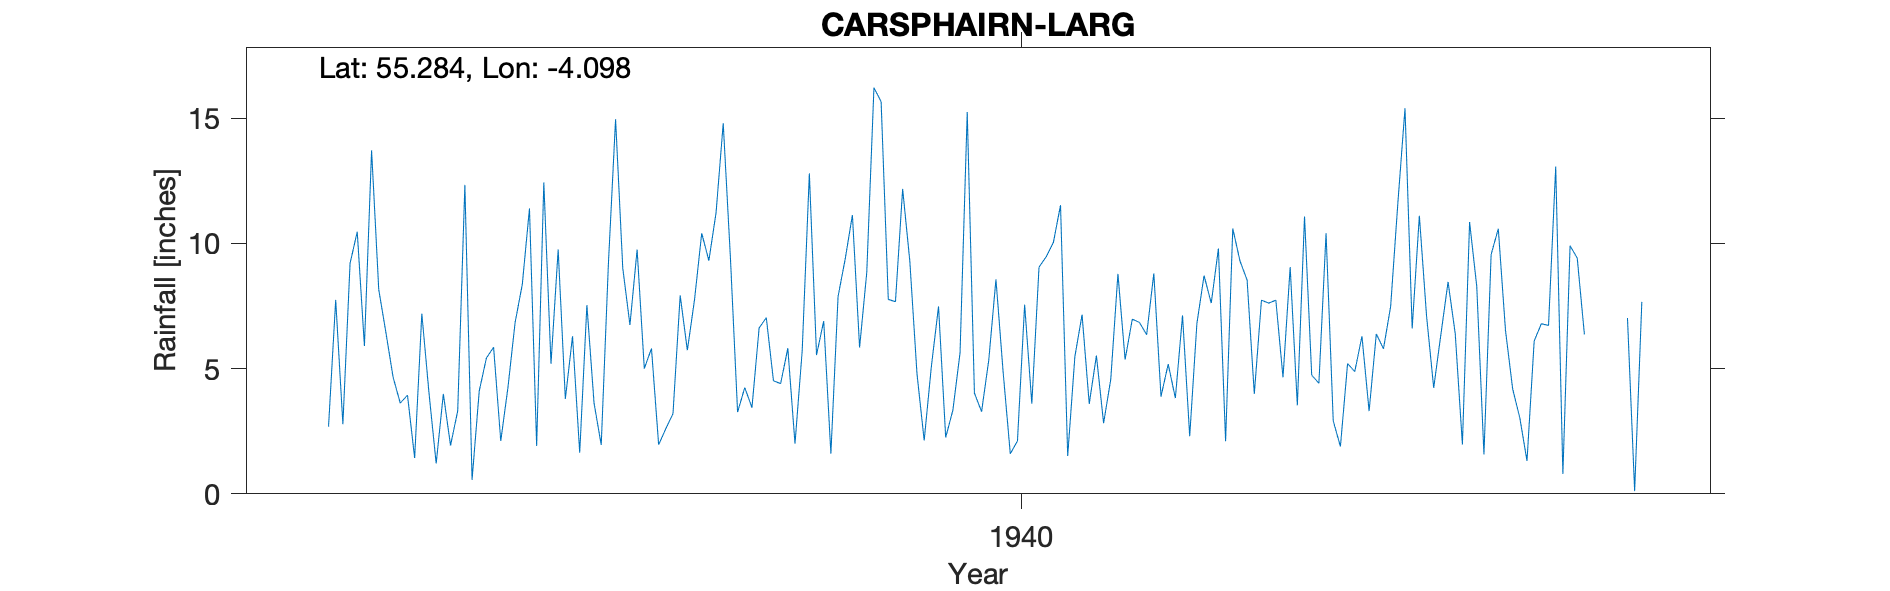 CARSPHAIRN-LARG
Lat: 55.284, Lon: -4.098
15
10
5
0
Rainfall [inches]
1940
Year